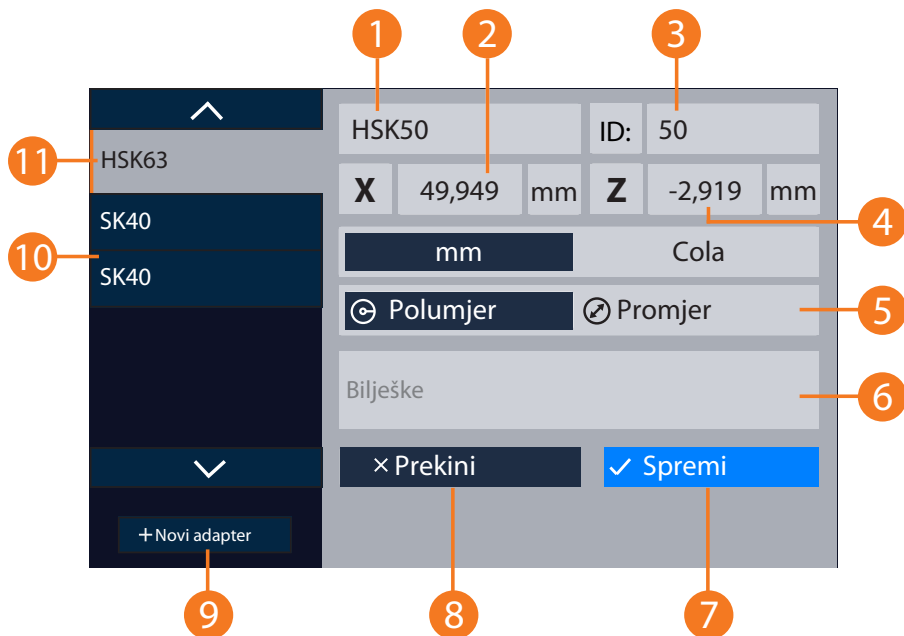 1 2 3
HSK50 ID: 50
11 HSK63
X 49,949 mm Z -2,919 mm
SK40
4
mm Cola
10
SK40
Polumjer Promjer
5
Bilješke
6
Prekini Spremi
+ Novi adapter
9 8 7